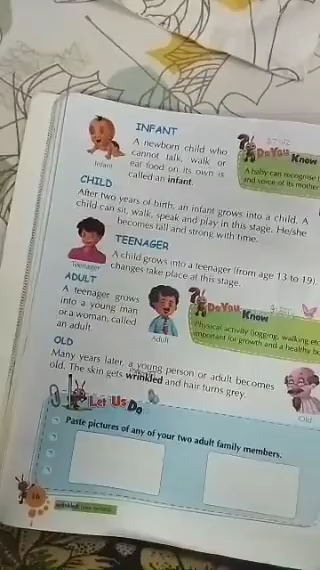 INFANT
A newborn child who
cannot talk, walk or
eat food on its own is
called an infant.
Infant
Do You Know
A baby can recognise
and voice of its mother
CHILD
After two years of birth, an infant grows into a child. A
child can sit, walk, speak and play in this stage. He/she
becomes tall and strong with time.
TEENAGER
A child grows into a teenager (from age 13 to 19).
changes take place at this stage.
Teenager
ADULT
A teenager grows
into a young man
or a woman, called
an adult.
Adult
Do You
Know
Physical activity (jogging, walking etc
important for growth and a healthy bo
OLD
Many years later, a young person or adult becomes
old. The skin gets wrinkled and hair turns grey.
Old
Let Us Do
Paste pictures of any of your two adult family members.
16
wrinkled: